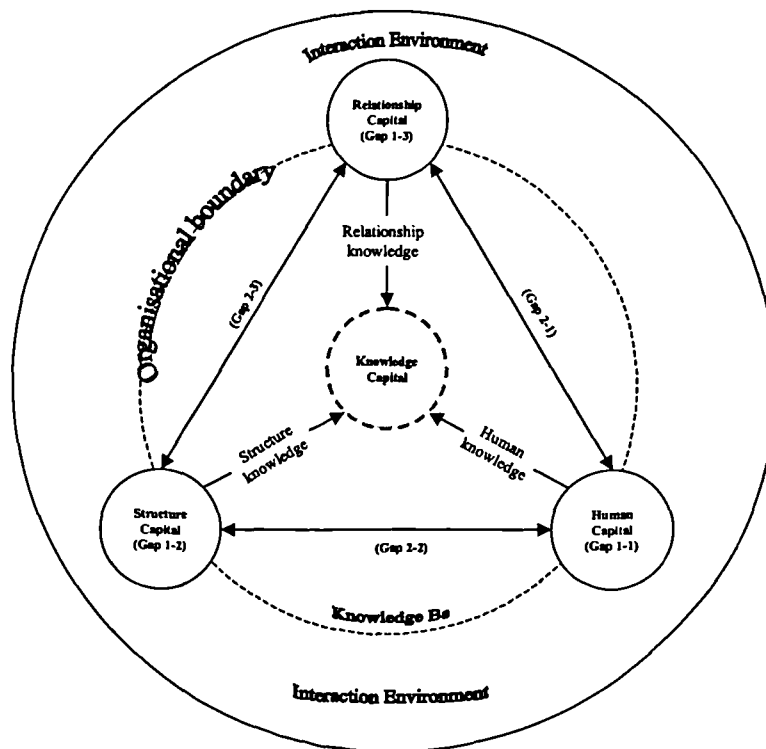 Interaction Environment
Relationship
Capital
(Gap 1-3)
Organisational boundary
Relationship
knowledge
(Gap 2-3)
(Gap 2-1)
Knowledge
Capital
Structure
knowledge
Human
knowledge
Structure
Capital
(Gap 1-2)
(Gap 2-2)
Human
Capital
(Gap 1-1)
Knowledge Ba
Interaction Environment